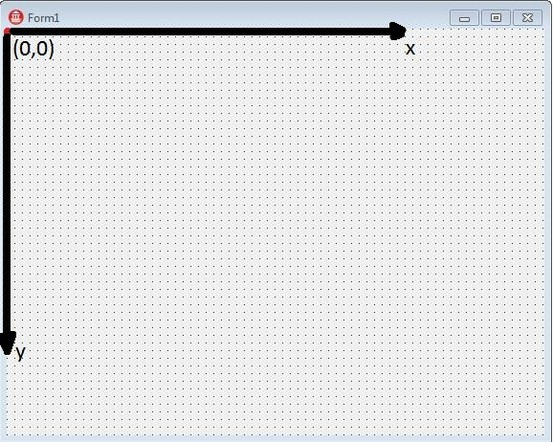 Form1
(0,0)
x
y